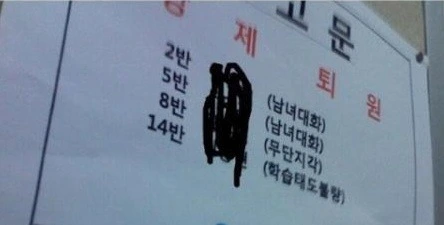 고문
강제퇴원
2반 (남녀대화)
5반 (남녀대화)
8반 (무단지각)
14반 (학습태도불량)